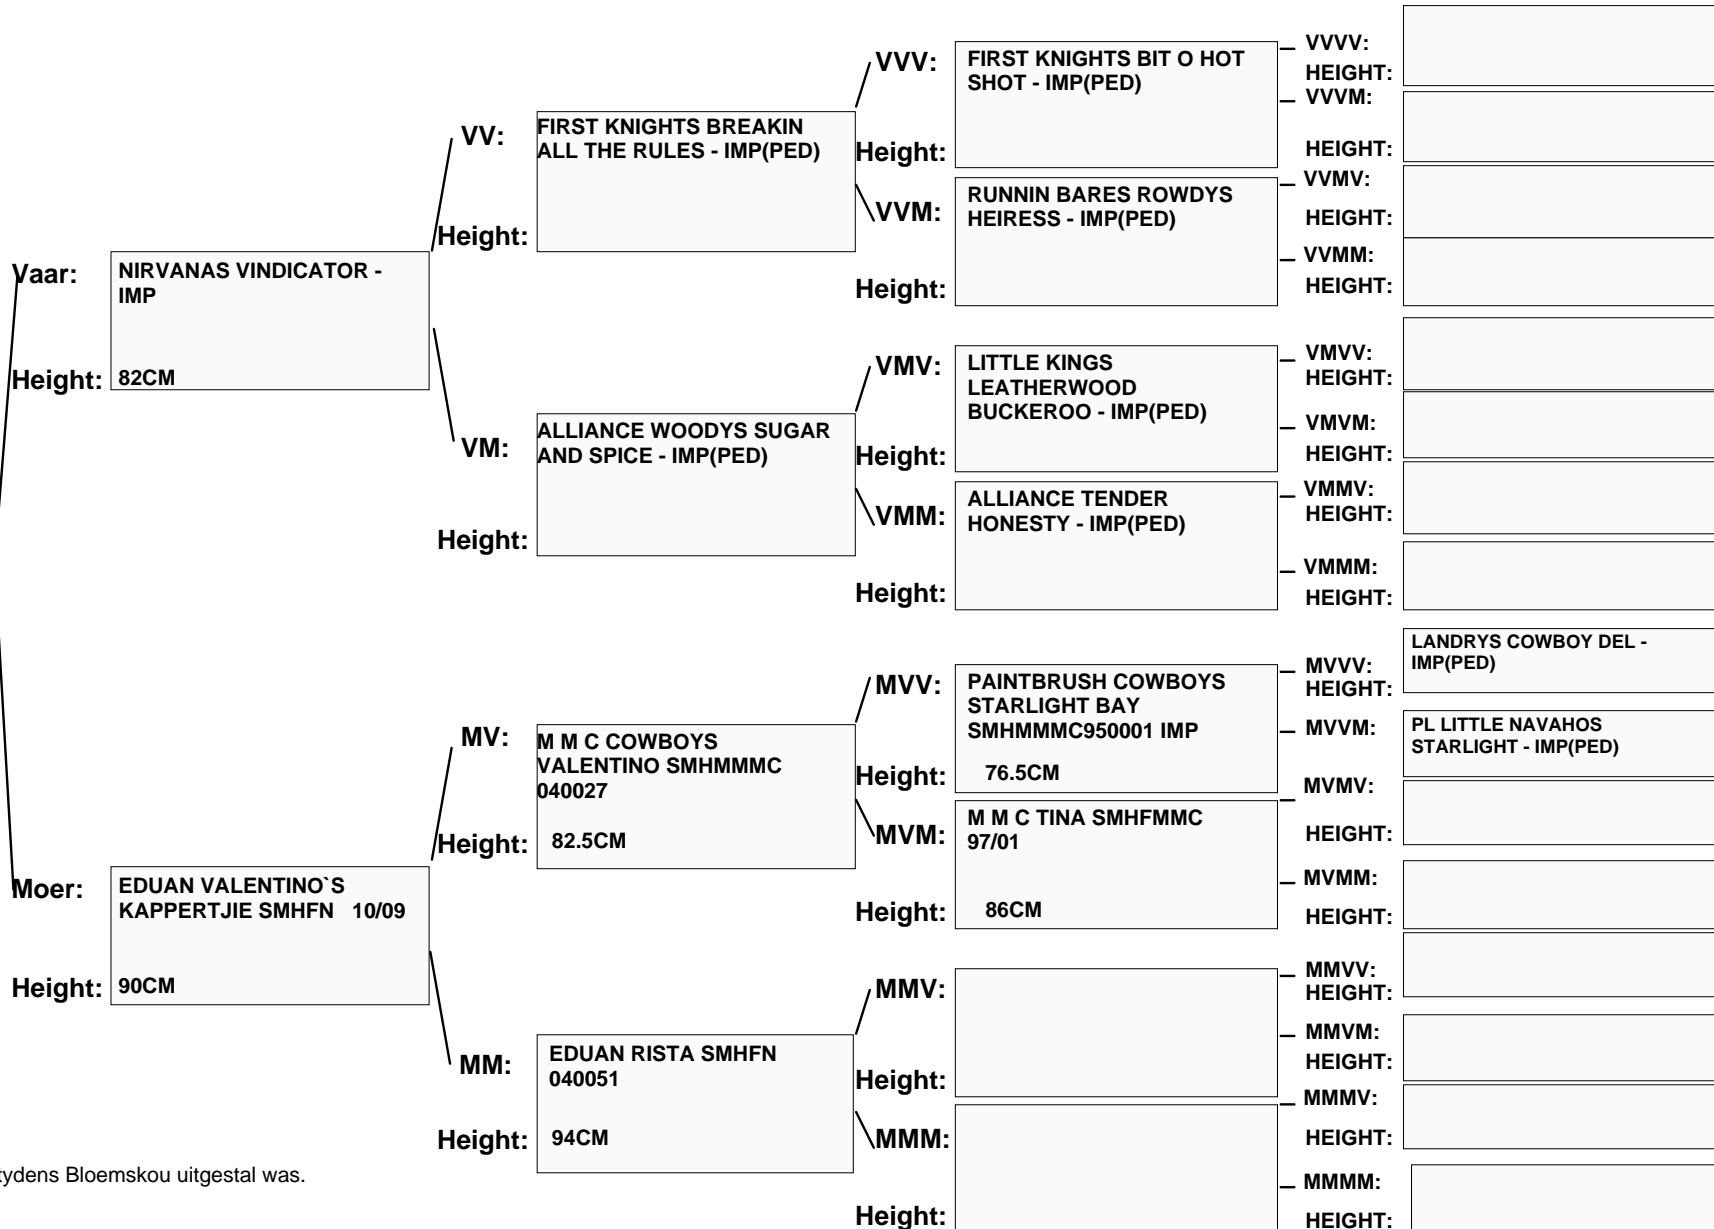 VVV:
FIRST KNIGHTS BIT O HOT
SHOT - IMP(PED)
Height:
VVVV:
HEIGHT:
VVVM:
HEIGHT:
VV:
FIRST KNIGHTS BREAKIN
ALL THE RULES - IMP(PED)
Height:
VVM:
RUNNIN BARES ROWDYS
HEIRESS - IMP(PED)
Height:
VVMV:
HEIGHT:
VVMM:
HEIGHT:
Vaar:
NIRVANAS VINDICATOR -
IMP
Height:
82CM
VMV:
LITTLE KINGS
LEATHERWOOD
BUCKEROO - IMP(PED)
Height:
VMVV:
HEIGHT:
VMVM:
HEIGHT:
VM:
ALLIANCE WOODYS SUGAR
AND SPICE - IMP(PED)
Height:
VMM:
ALLIANCE TENDER
HONESTY - IMP(PED)
Height:
VMMV:
HEIGHT:
VMMM:
HEIGHT:
MVV:
PAINTBRUSH COWBOYS
STARLIGHT BAY
SMHMMMC950001 IMP
Height:
76.5CM
MVVV:
HEIGHT:
LANDRYS COWBOY DEL -
IMP(PED)
MVVM:
PL LITTLE NAVAHOS
STARLIGHT - IMP(PED)
MV:
M M C COWBOYS
VALENTINO SMHMMMC
040027
Height:
82.5CM
MVM:
M M C TINA SMHFMMC
97/01
Height:
86CM
MVMV:
HEIGHT:
MVMM:
HEIGHT:
Moer:
EDUAN VALENTINO`S
KAPPERTJIE SMHFN 10/09
Height:
90CM
MMV:
Height:
MMVV:
HEIGHT:
MMVM:
HEIGHT:
MM:
EDUAN RISTA SMHFN
040051
Height:
94CM
MMM:
Height:
MMMV:
HEIGHT:
MMMM:
HEIGHT:
tydens Bloemskou uitgestal was.